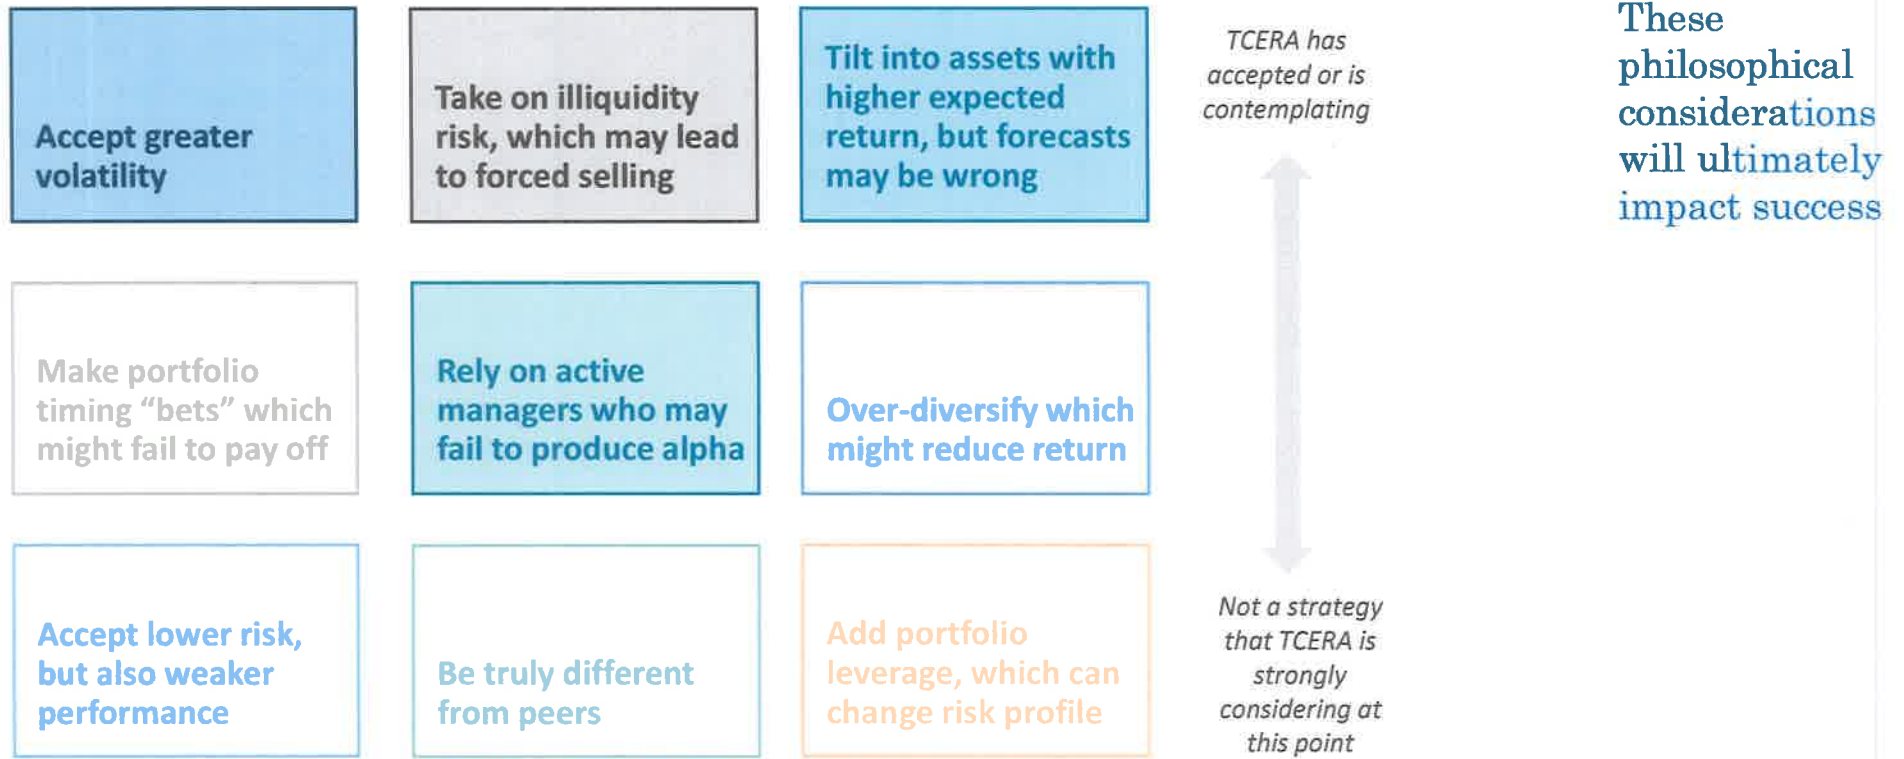 Accept greater
volatility
Take on illiquidity
risk, which may lead
to forced selling
Tilt into assets with
higher expected
return, but forecasts
may be wrong
TCERA has
accepted or is
contemplating
These
philosophical
considerations
will ultimately
impact success
Make portfolio
timing “bets” which
might fail to pay off
Rely on active
managers who may
fail to produce alpha
Over-diversify which
might reduce return
Accept lower risk,
but also weaker
performance
Be truly different
from peers
Add portfolio
leverage, which can
change risk profile
Not a strategy
that TCERA is
strongly
considering at
this point